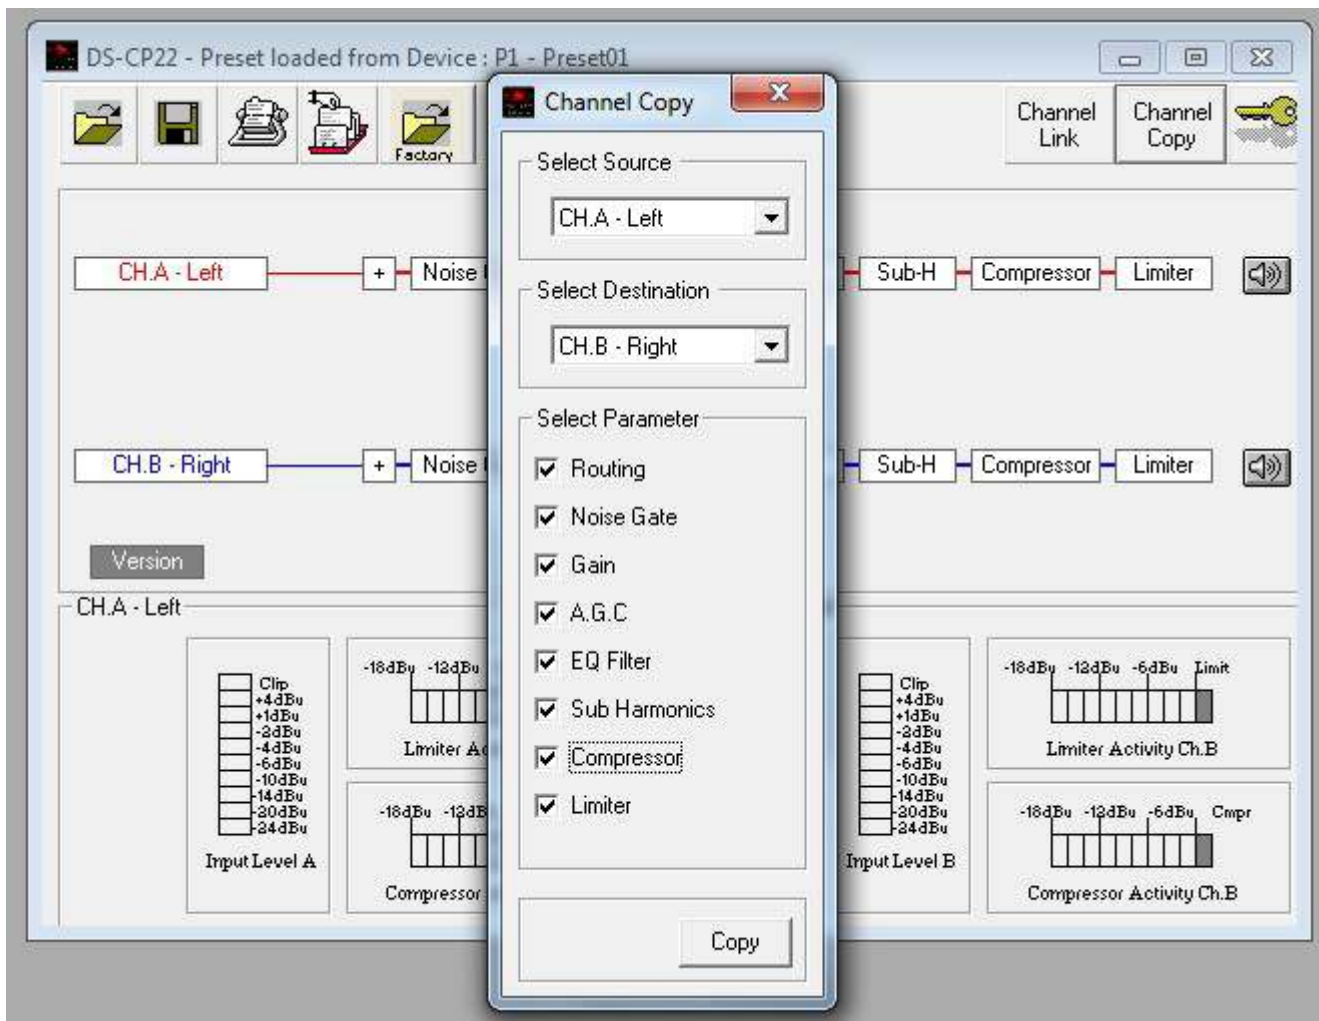 DS-CP22 - Preset loaded from Device : P1 - Preset01
Channel Copy
Factory
Channel
Link
Channel
Copy
Select Source
CH.A - Left
CH.A - Left
+
Noise
Sub-H
Compressor
Limiter
Select Destination
CH.B - Right
Select Parameter
CH.B - Right
+
Noise
Sub-H
Compressor
Limiter
Routing
Noise Gate
Gain
A.G.C
EQ Filter
Sub Harmonics
Compressor
Limiter
Copy
Version
CH.A - Left
Clip
+4dBu
+1dBu
-2dBu
-4dBu
-6dBu
-10dBu
-14dBu
-20dBu
-24dBu
Input Level A
-18dBu -12dBu
Limiter
-18dBu
Compressor
Clip
+4dBu
+1dBu
-2dBu
-4dBu
-6dBu
-10dBu
-14dBu
-20dBu
-24dBu
Input Level B
-18dBu -12dBu -6dBu Limit
Limiter Activity Ch.B
-18dBu -12dBu -6dBu Cmpr
Compressor Activity Ch.B